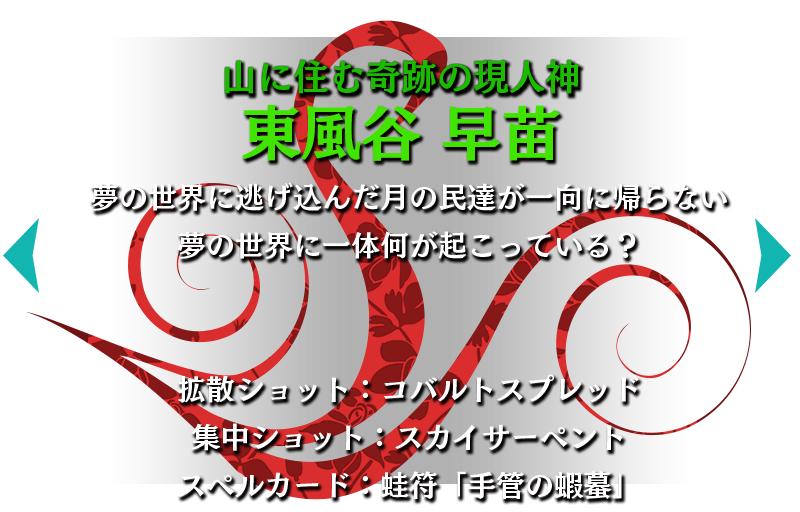 山に住む奇跡の現人神
東風谷 早苗
夢の世界に逃げ込んだ月の民達が一向に帰らない
夢の世界に一体何が起こっている？
拡散ショット：コバルトスプレッド
集中ショット：スカイサーペント
スペルカード：蛙符「手管の蝦蟇」